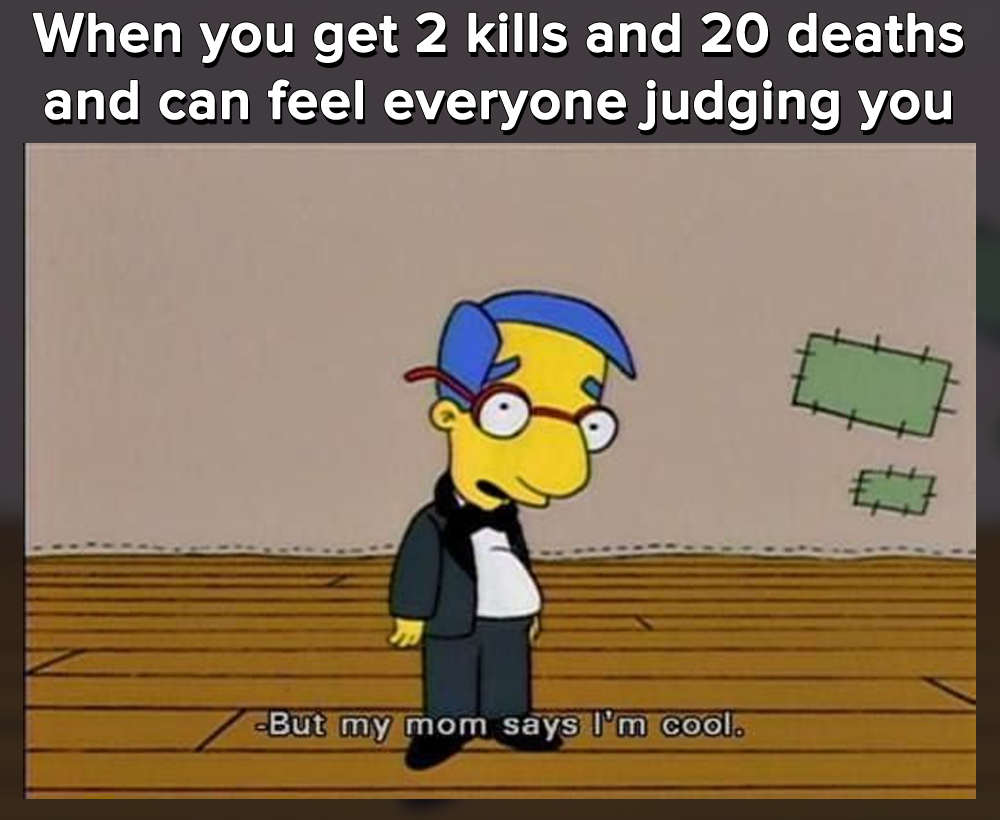 When you get 2 kills and 20 deaths
and can feel everyone judging you
-But my mom says I'm cool.